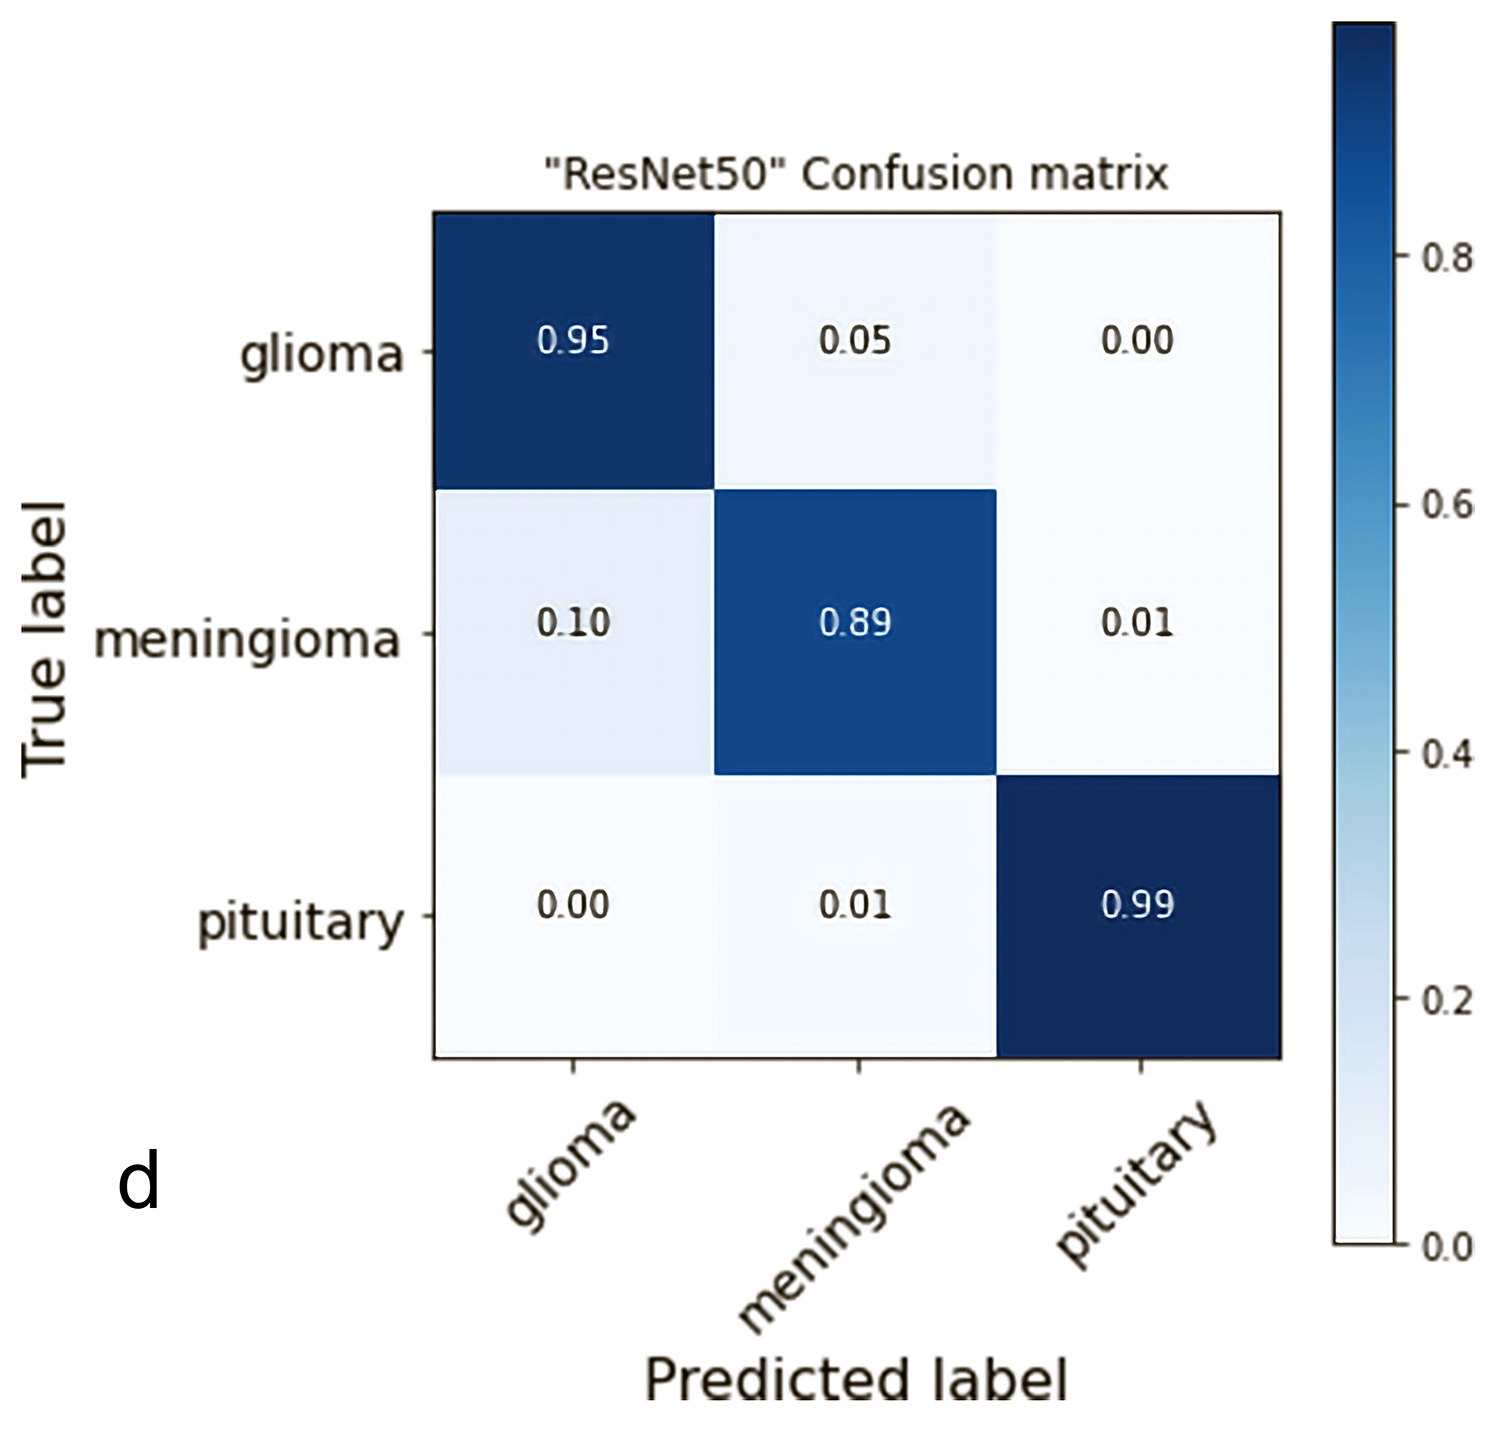 "ResNet50" Confusion matrix
True label
glioma
0.95
0.05
0.00
meningioma
0.10
0.89
0.01
pituitary
0.00
0.01
0.99
glioma
meningioma
pituitary
Predicted label
0.8
0.6
0.4
0.2
0.0
d